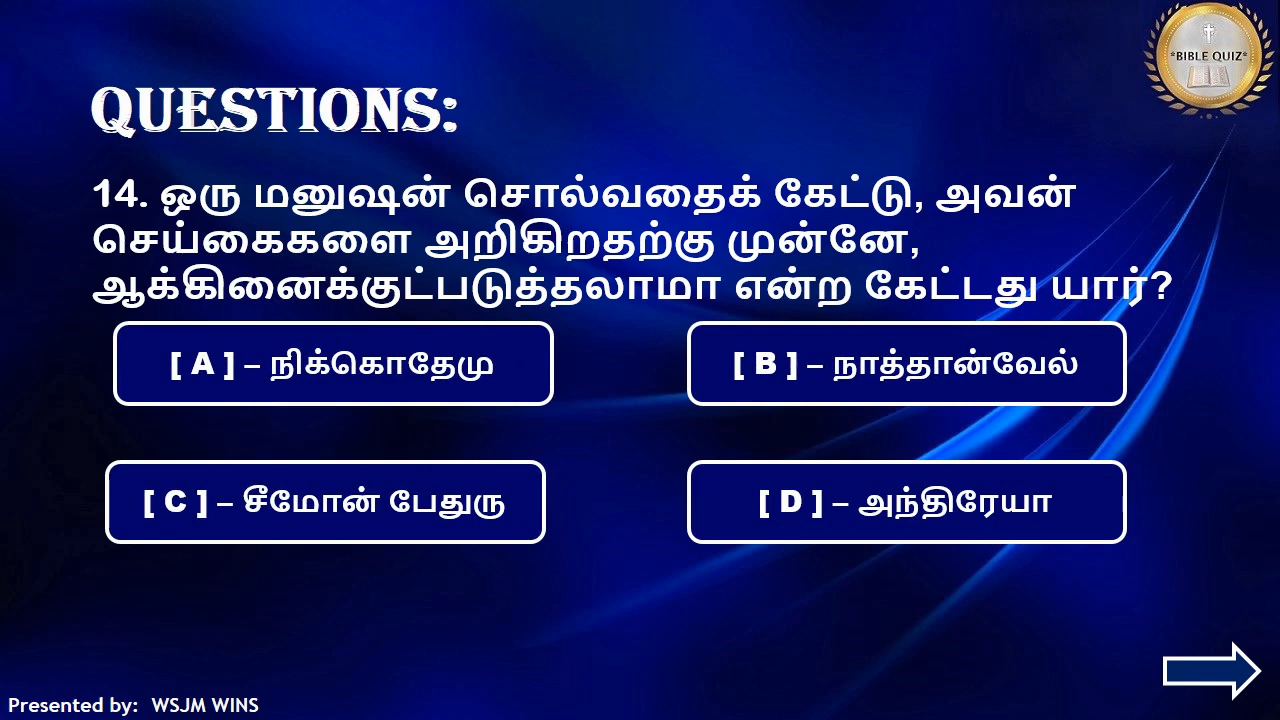 *BIBLE QUIZ*
QUESTIONS:
14. ஒரு மனுஷன் சொல்வதைக் கேட்டு, அவன்
செய்கைகளை அறிகிறதற்கு முன்னே,
ஆக்கினைக்குட்படுத்தலாமா என்ற கேட்டது யார்?
[ A ] – நிக்கொதேமு
[ B ] – நாத்தான்வேல்
[ C ] – சீமோன் பேதுரு
[ D ] – அந்திரேயா
Presented by: WSJM WINS